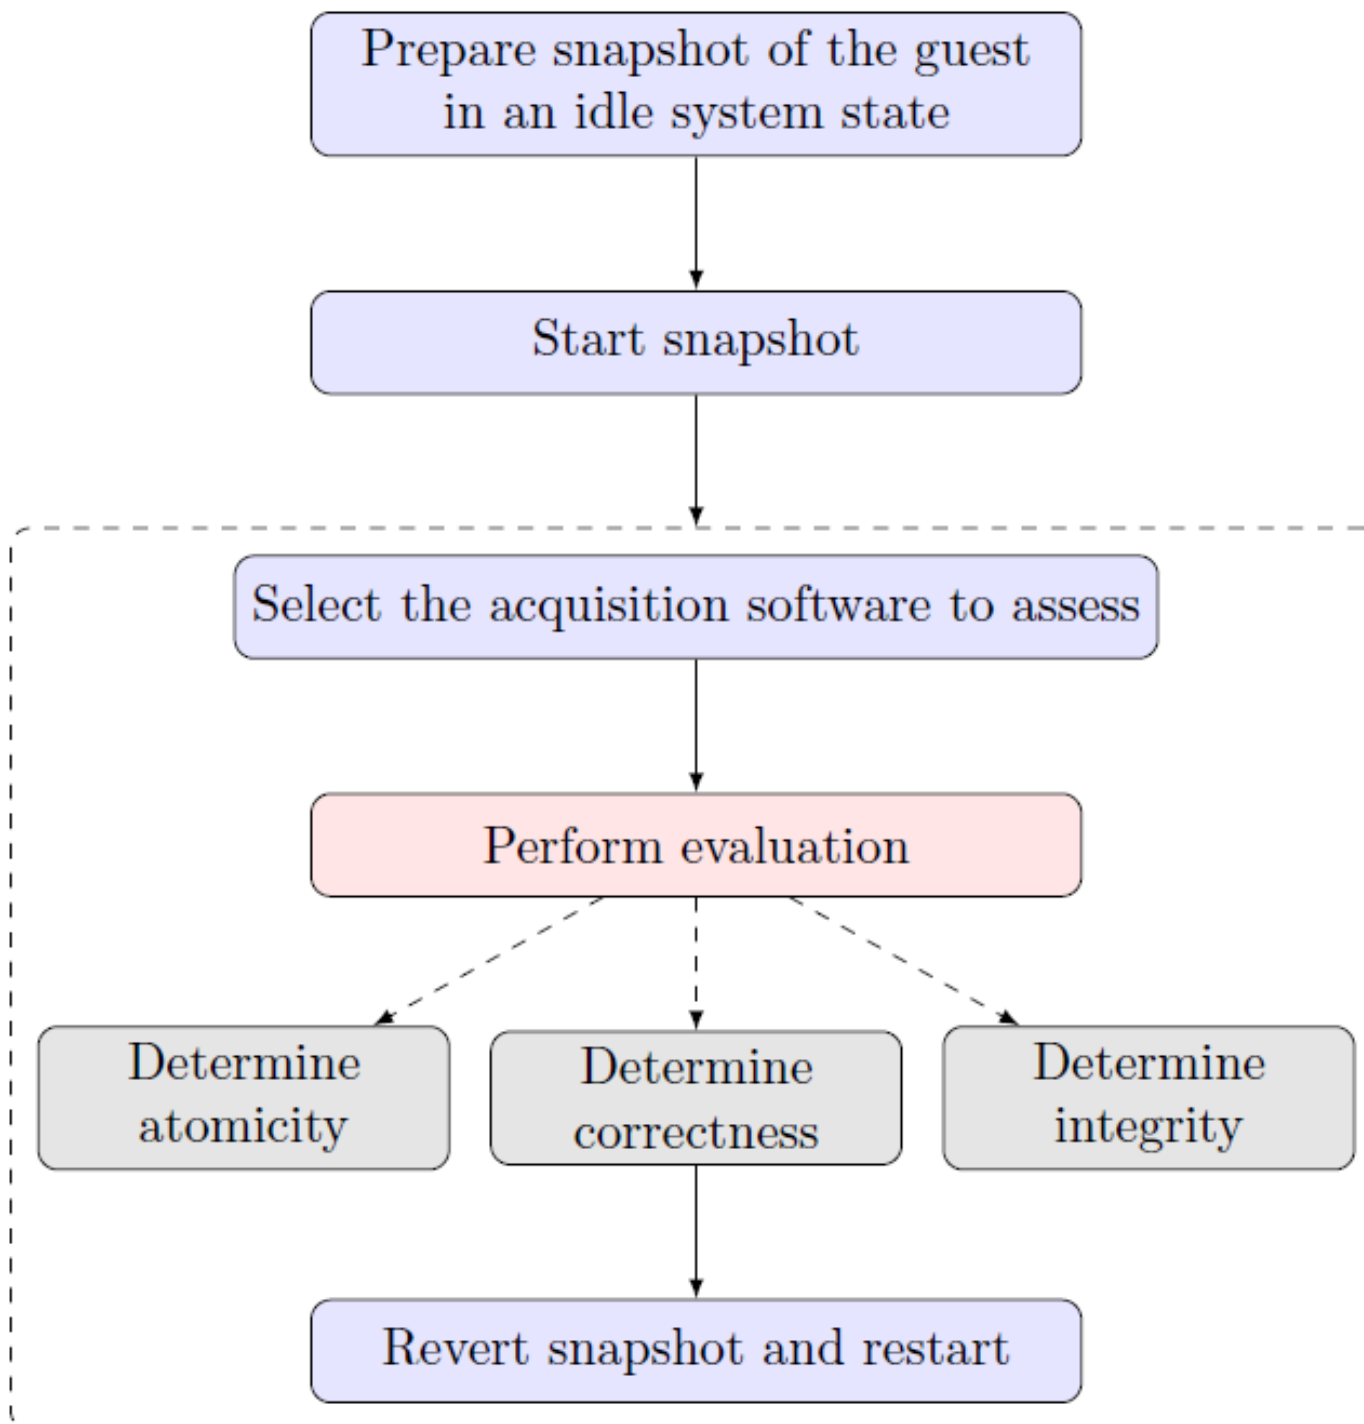 Prepare snapshot of the guest
in an idle system state
Start snapshot
Select the acquisition software to assess
Perform evaluation
Determine
atomicity
Determine
correctness
Determine
integrity
Revert snapshot and restart